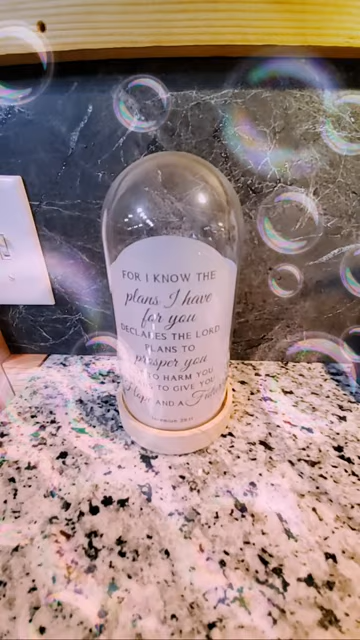 FOR I KNOW THE
plans I have
for you
DECLARES THE LORD
PLANS TO
prosper you
TO HARM YOU
TO GIVE YOU
Hope AND A Future